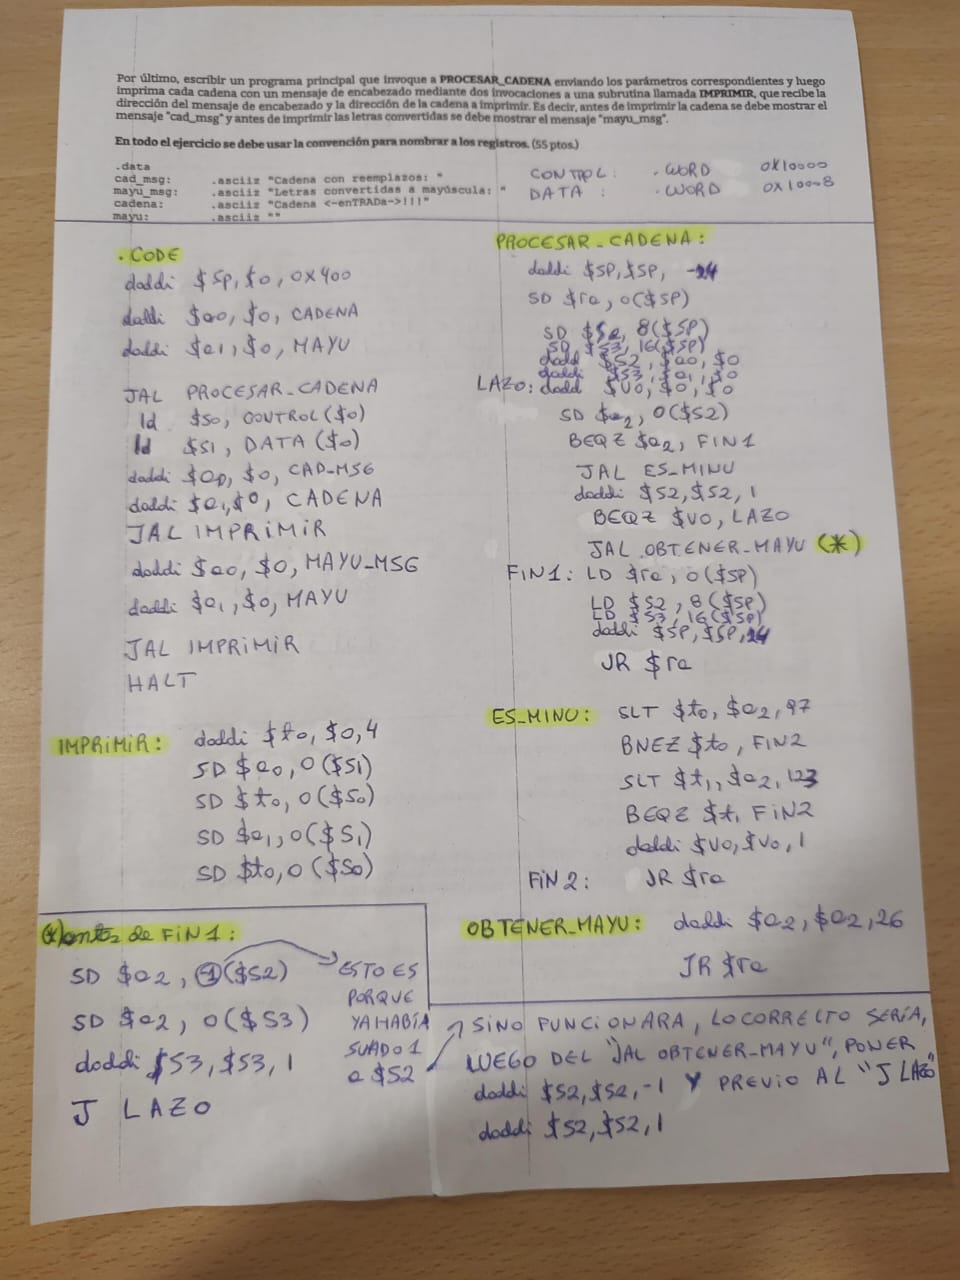 Por último, escribir un programa principal que invoque a PROCESAR_CADENA enviando los parámetros correspondientes y luego
imprima cada cadena con un mensaje de encabezado mediante dos invocaciones a una subrutina llamada IMPRIMIR, que recibe la
dirección del mensaje de encabezado y la dirección de la cadena a imprimir. Es decir, antes de imprimir la cadena se debe mostrar el
mensaje "cad_msg" y antes de imprimir las letras convertidas se debe mostrar el mensaje "mayu_msg".
En todo el ejercicio se debe usar la convención para nombrar a los registros. (55 ptos.)
.data
cad_msg: .asciiz "Cadena con reemplazos: "
mayu_msg: .asciiz "Letras convertidas a mayúscula: "
cadena: .asciiz "Cadena <-enTRADa->!!!"
mayu: .asciiz ""
CONTROL: .WORD 0X10000
DATA : .WORD 0X10008
.CODE
daddi $sp, $0, 0x400
daddi $a0, $0, CADENA
daddi $a1, $0, MAYU
JAL PROCESAR_CADENA
ld $s0, CONTROL($0)
ld $s1, DATA ($0)
daddi $a0, $0, CAD_MSG
daddi $a1, $0, CADENA
JAL IMPRIMIR
daddi $a0, $0, MAYU_MSG
daddi $a1, $0, MAYU
JAL IMPRIMIR
HALT
IMPRIMIR: daddi $t0, $0, 4
SD $a0, 0($S1)
SD $t0, 0($S0)
SD $a1, 0($S1)
SD $t0, 0($S0)
PROCESAR_CADENA:
daddi $SP, $SP, -24
SD $ra, 0($SP)
SD $S2, 8($SP)
SD $S3, 16($SP)
dadd $S2, $a0, $0
daddi $S3, $a1, $0
LAZO: dadd $V0, $0, $0
SD $a2, 0($S2)
BEQZ $a2, FIN1
JAL ES_MINU
daddi $S2, $S2, 1
BEQZ $V0, LAZO
JAL OBTENER_MAYU (*)
FIN1: LD $ra, 0($SP)
LD $S2, 8($SP)
LD $S3, 16($SP)
daddi $SP, $SP, 24
JR $ra
ES_MINU: SLT $t0, $a2, 97
BNEZ $t0, FIN2
SLT $t1, $a2, 123
BEQZ $t1 FIN2
daddi $V0, $V0, 1
FIN2: JR $ra
OBTENER_MAYU: daddi $a2, $a2, 26
JR $ra
(*) antes de FIN1:
SD $a2, -1($S2)
SD $a2, 0($S3)
daddi $S3, $S3, 1
J LAZO
ESTO ES
PORQUE
YA HABÍA
SUMADO 1
a $S2
SINO FUNCIONARA, LO CORRECTO SERÍA,
LUEGO DEL "JAL OBTENER_MAYU", PONER
daddi $S2, $S2, -1 Y PREVIO AL "J LAZO"
daddi $S2, $S2, 1